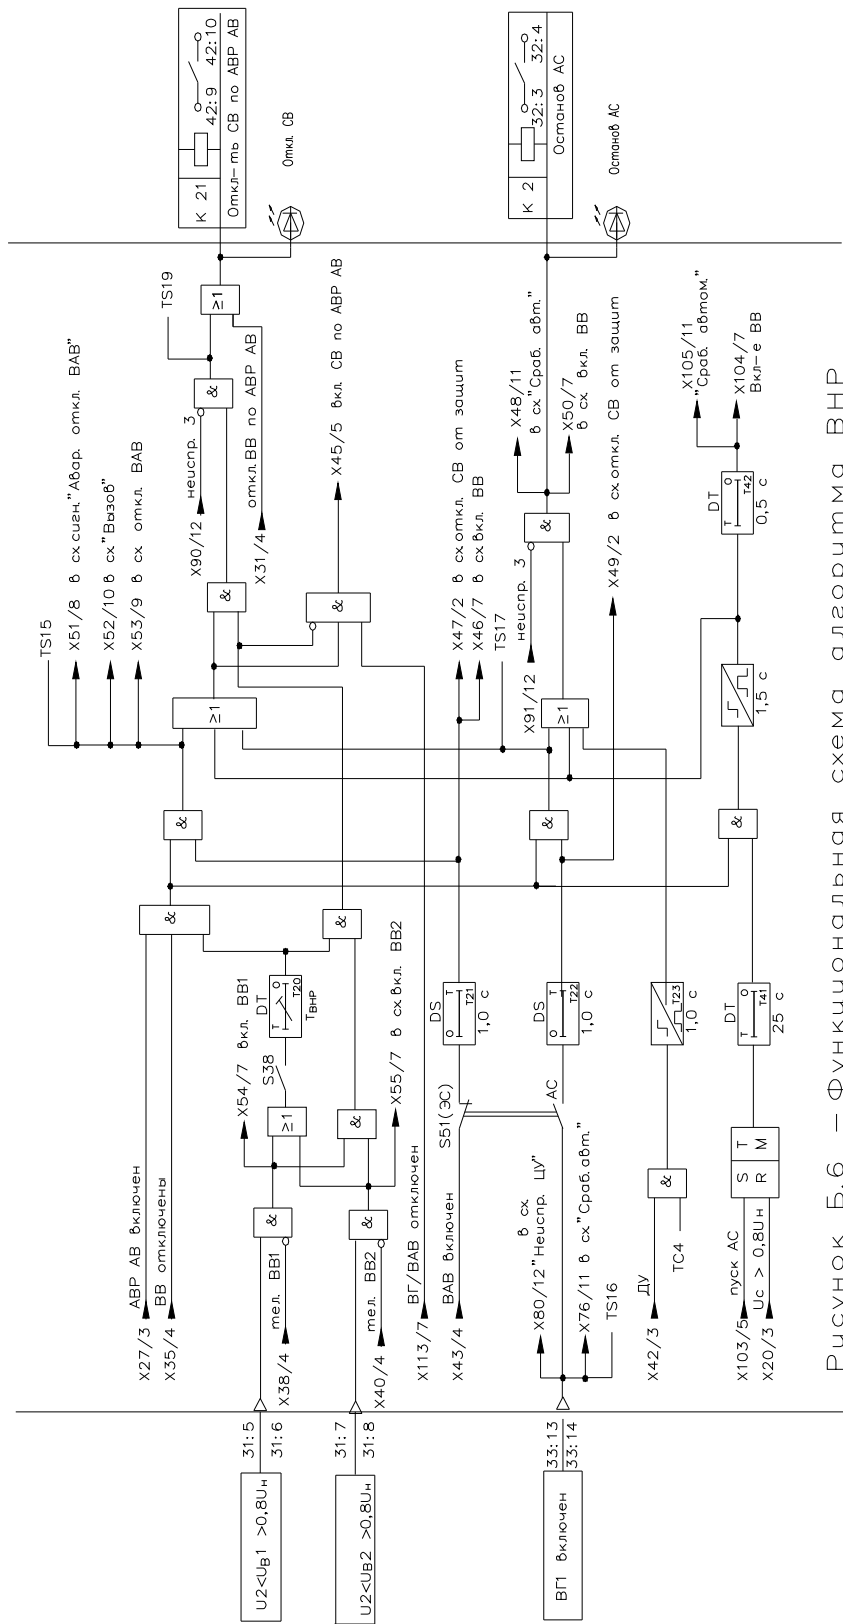 U2<UВ1 >0,8UН
U2<UВ2 >0,8UН
ВГ1 включен
31:5
31:6
31:7
31:8
33:13
33:14
X27/3
АВР АВ включен
X35/4
ВВ отключены
X38/4
тел. ВВ1
X40/4
тел. ВВ2
X113/7
ВГ/ВАВ отключен
X43/4
ВАВ включен
X80/12
в сх.
"Неиспр. ЦУ"
X76/11 в сх."Сраб.авт."
TS16
X42/3
ДУ
TC4
X103/5
пуск АС
X20/3
Uс > 0,8Uн
&
&
≥1
&
X54/7 вкл. ВВ1
X55/7 в сх.вкл. ВВ2
S38
DT
T
O
T20
TВНР
S51(ЭС)
АС
DS
O
T
T21
1,0 с
DS
O
T
T22
1,0 с
&
T23
1,0 с
S T
R M
DT
T
O
T41
25 с
&
&
&
&
&
≥1
≥1
1,5 с
TS15
X51/8 в сх.сигн."Авар. откл. ВАВ"
X52/10 в сх."Вызов"
X53/9 в сх. откл. ВАВ
X90/12
неиспр. 3
X31/4
откл.ВВ по АВР АВ
&
&
&
≥1
TS19
X45/5 вкл. СВ по АВР АВ
X47/2 в сх.откл. СВ от защит
X46/7 в сх.вкл. ВВ
TS17
X91/12
неиспр. 3
&
X48/11
в сх."Сраб. авт."
X50/7
в сх. вкл. ВВ
X49/2 в сх.откл. СВ от защит
DT
T
O
T42
0,5 с
X105/11
"Сраб. автом."
X104/7
Вкл-е ВВ
K 21
42:9
42:10
Откл-ть СВ по АВР АВ
Откл. СВ
K 2
32:3
32:4
Останов АС
Останов АС
Рисунок Б.6 – Функциональная схема алгоритма ВНР